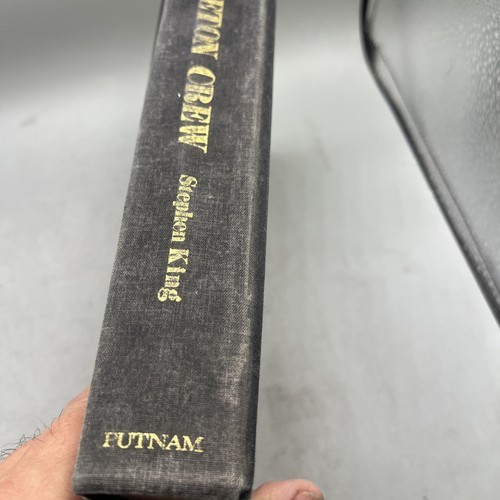 ETON CREW
Stephen King
PUTNAM